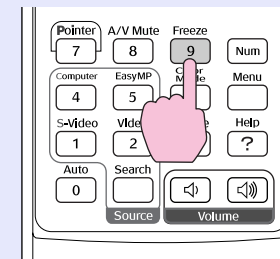 Pointer A/V Mute Freeze
7 8 9 Num
Computer EasyMP Menu
4 5
S-Video Help
1 2 ?
Auto Search
0
Source Volume